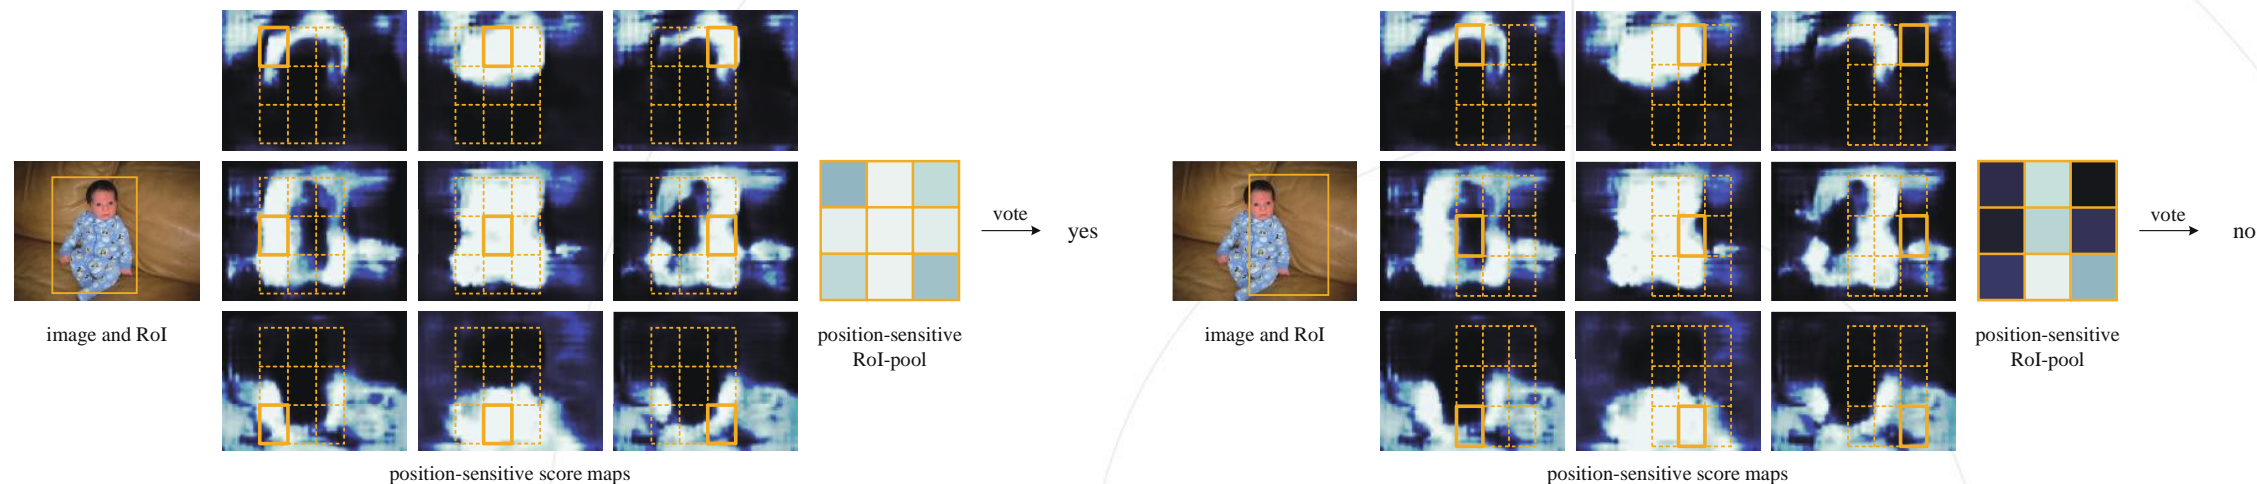 image and RoI
position-sensitive score maps
position-sensitive
RoI-pool
vote
yes
image and RoI
position-sensitive score maps
position-sensitive
RoI-pool
vote
no